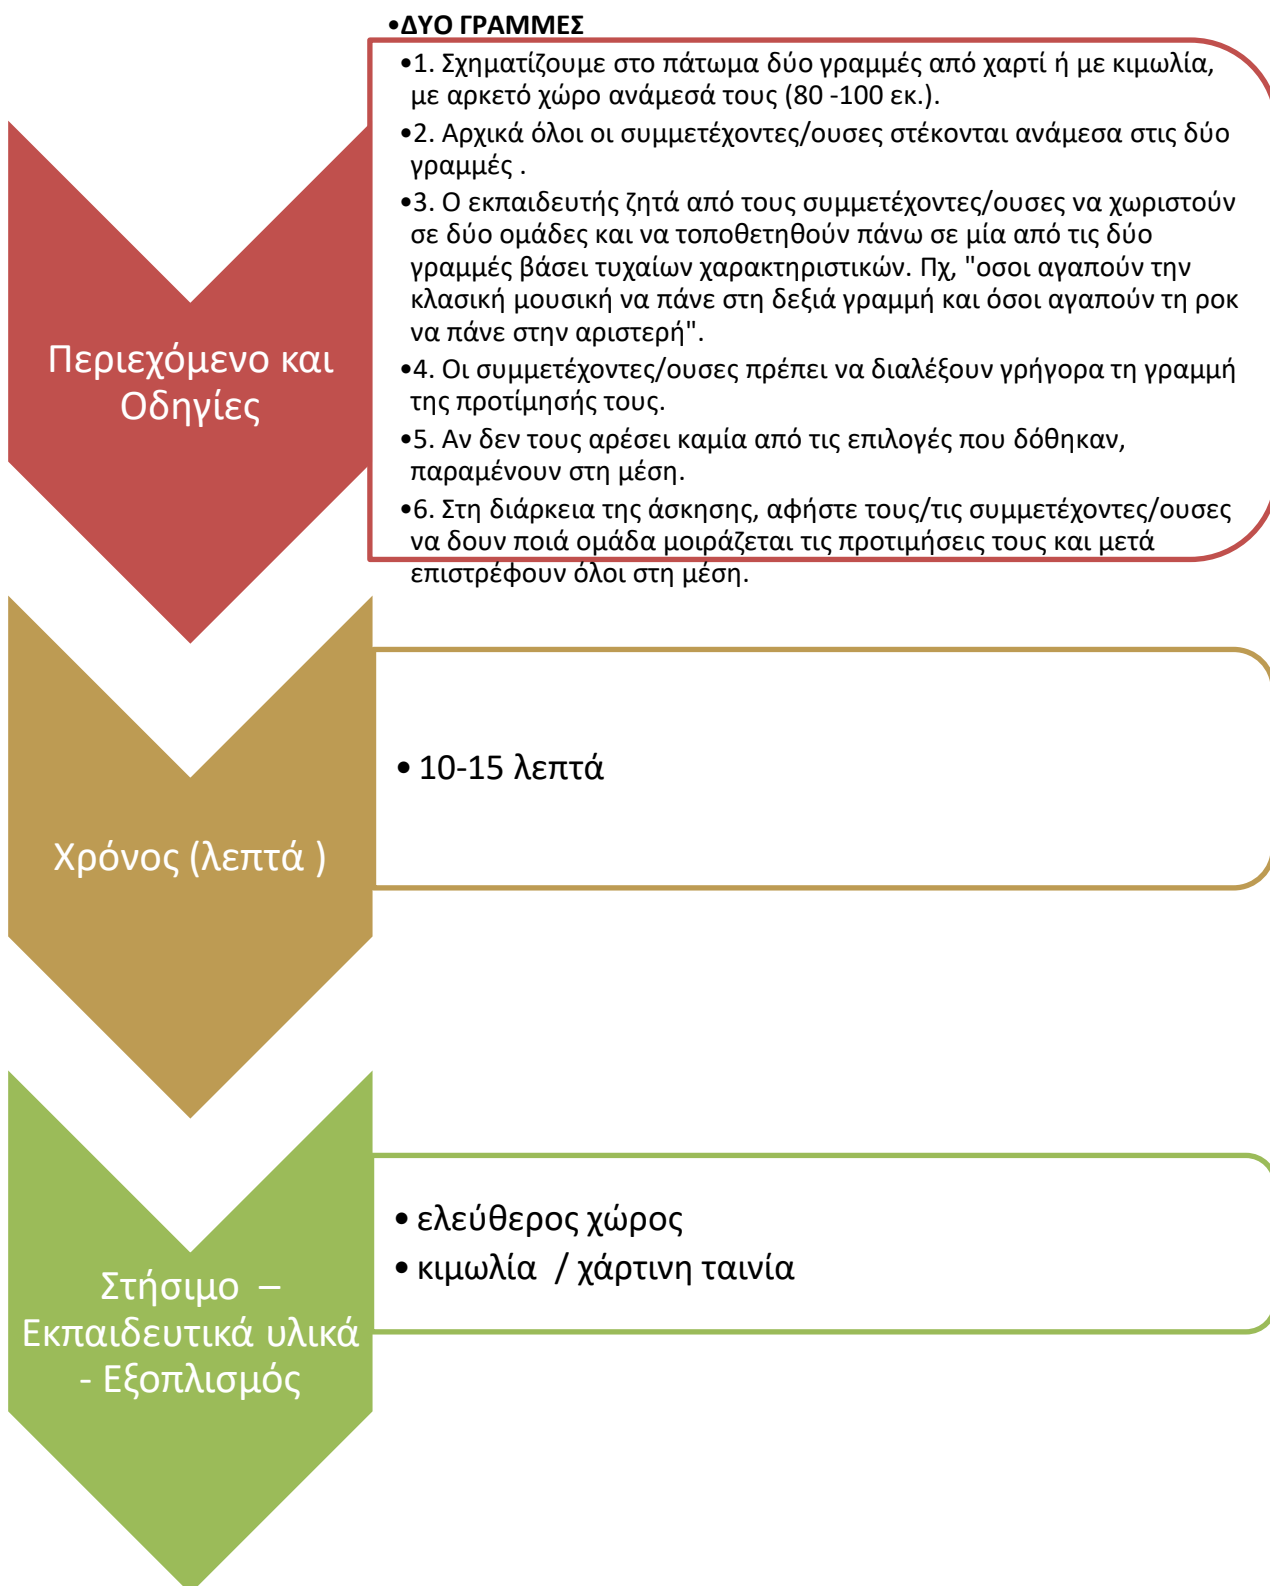 •ΔΥΟ ΓΡΑΜΜΕΣ
•1. Σχηματίζουμε στο πάτωμα δύο γραμμές από χαρτί ή με κιμωλία,
με αρκετό χώρο ανάμεσά τους (80 -100 εκ.).
•2. Αρχικά όλοι οι συμμετέχοντες/ουσες στέκονται ανάμεσα στις δύο
γραμμές .
•3. Ο εκπαιδευτής ζητά από τους συμμετέχοντες/ουσες να χωριστούν
σε δύο ομάδες και να τοποθετηθούν πάνω σε μία από τις δύο
γραμμές βάσει τυχαίων χαρακτηριστικών. Πχ, "οσοι αγαπούν την
κλασική μουσική να πάνε στη δεξιά γραμμή και όσοι αγαπούν τη ροκ
να πάνε στην αριστερή".
•4. Οι συμμετέχοντες/ουσες πρέπει να διαλέξουν γρήγορα τη γραμμή
της προτίμησής τους.
•5. Αν δεν τους αρέσει καμία από τις επιλογές που δόθηκαν,
παραμένουν στη μέση.
•6. Στη διάρκεια της άσκησης, αφήστε τους/τις συμμετέχοντες/ουσες
να δουν ποιά ομάδα μοιράζεται τις προτιμήσεις τους και μετά
επιστρέφουν όλοι στη μέση.
Περιεχόμενο και
Οδηγίες
• 10-15 λεπτά
Χρόνος (λεπτά )
• ελεύθερος χώρος
• κιμωλία / χάρτινη ταινία
Στήσιμο –
Εκπαιδευτικά υλικά
- Εξοπλισμός